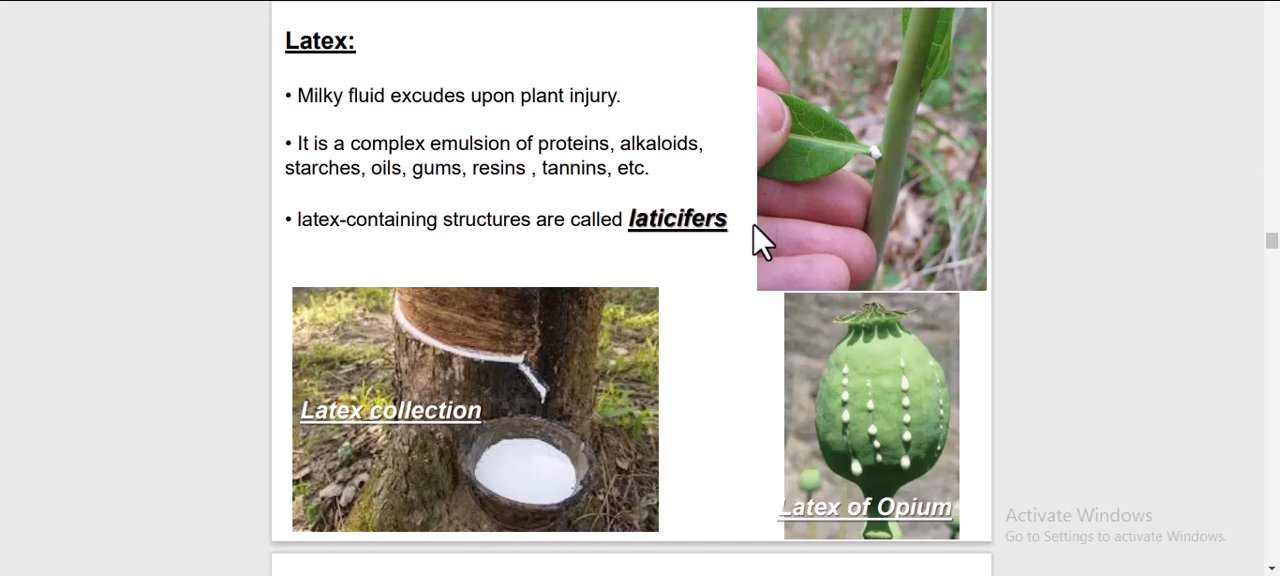 Latex:
• Milky fluid excudes upon plant injury.
• It is a complex emulsion of proteins, alkaloids,
starches, oils, gums, resins , tannins, etc.
• latex-containing structures are called laticifers
Latex collection
Latex of Opium
Activate Windows
Go to Settings to activate Windows.